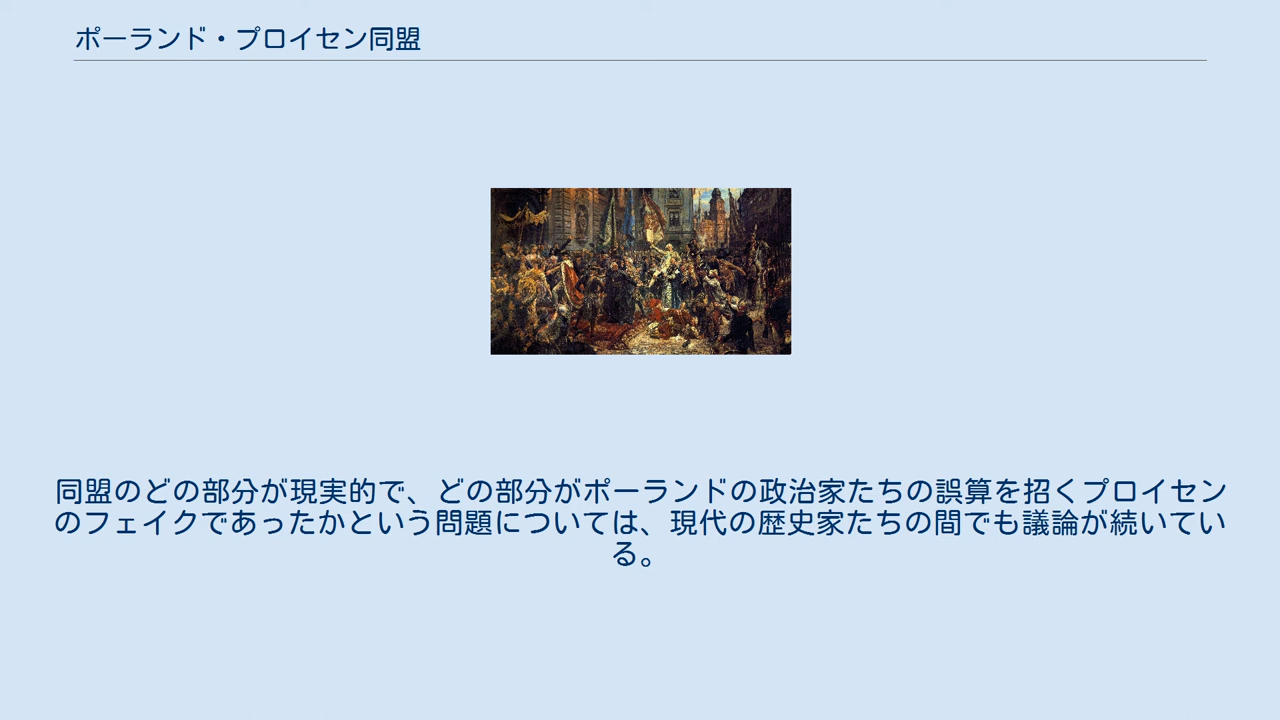 ポーランド・プロイセン同盟
同盟のどの部分が現実的で、どの部分がポーランドの政治家たちの誤算を招くプロイセン
のフェイクであったかという問題については、現代の歴史家たちの間でも議論が続いてい
る。